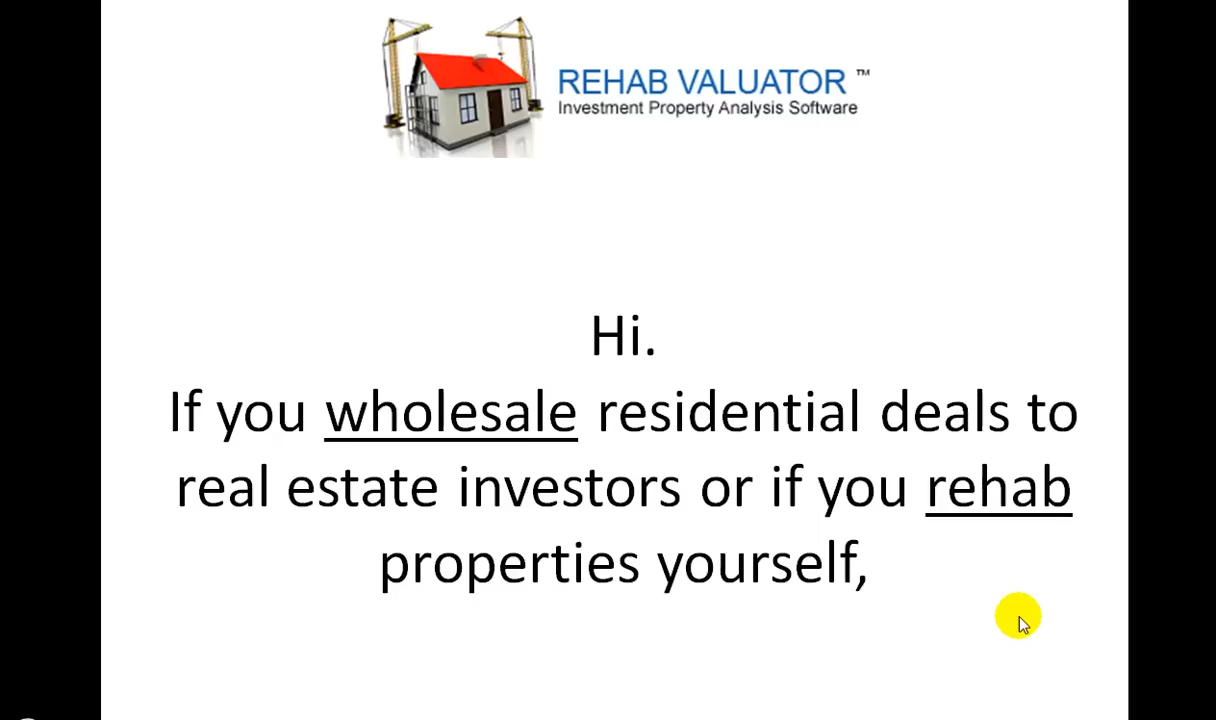 REHAB VALUATOR ™
Investment Property Analysis Software
Hi.
If you wholesale residential deals to
real estate investors or if you rehab
properties yourself,